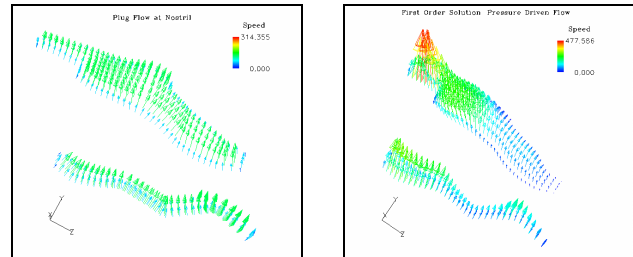 Plug Flow at Nostril
Speed
314.355
0.000
Y
X
Z
First Order Solution Pressure Driven Flow
Speed
477.586
0.000
Y
X
Z